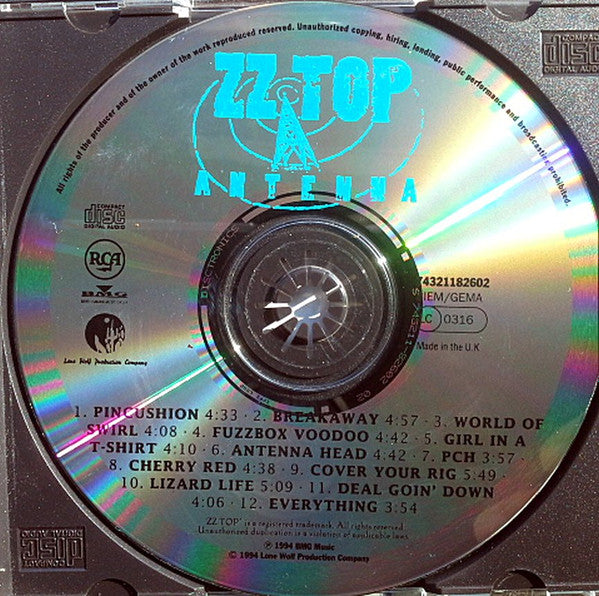 All rights of the producer and of the owner of the work reproduced reserved. Unauthorized copying, hiring, lending, public performance and broadcasting prohibited.
COMPACT
disc
DIGITAL AUDIO
ZZ TOP
ANTENNA
COMPACT
disc
DIGITAL AUDIO
RCA
BMG
Lone Wolf Production Company
DISCTRONICS
74321182602
IEM/GEMA
LC 0316
Made in the U.K
1. PINCUSHION 4:33 · 2. BREAKAWAY 4:57 · 3. WORLD OF
SWIRL 4:08 · 4. FUZZBOX VOODOO 4:42 · 5. GIRL IN A
T-SHIRT 4:10 · 6. ANTENNA HEAD 4:42 · 7. PCH 3:57 ·
8. CHERRY RED 4:38 · 9. COVER YOUR RIG 5:49 ·
10. LIZARD LIFE 5:09 · 11. DEAL GOIN' DOWN
4:06 · 12. EVERYTHING 3:54
ZZ TOP® is a registered trademark. All rights reserved.
Unauthorized duplication is a violation of applicable laws.
℗ 1994 BMG Music
© 1994 Lone Wolf Production Company
COMPACT
disc
DIGITAL AUDIO